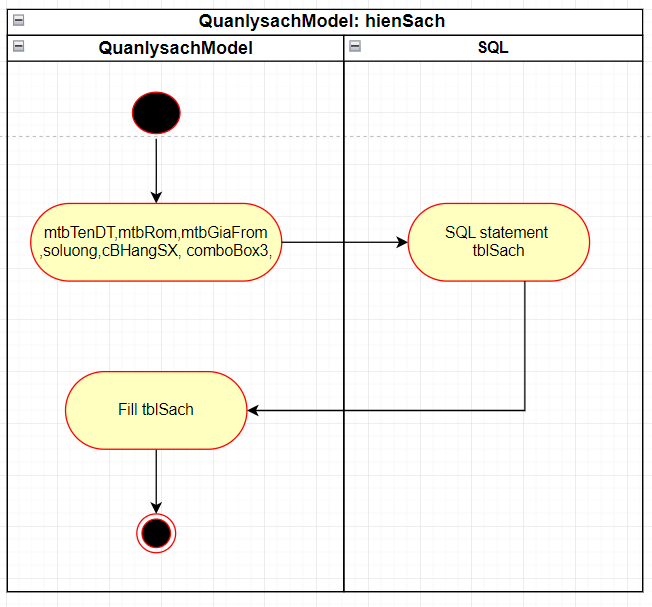 QuanlysachModel: hienSach
QuanlysachModel
SQL
mtbTenDT,mtbRom,mtbGiaFrom
,soluong,cBHangSX, comboBox3,
SQL statement
tblSach
Fill tblSach